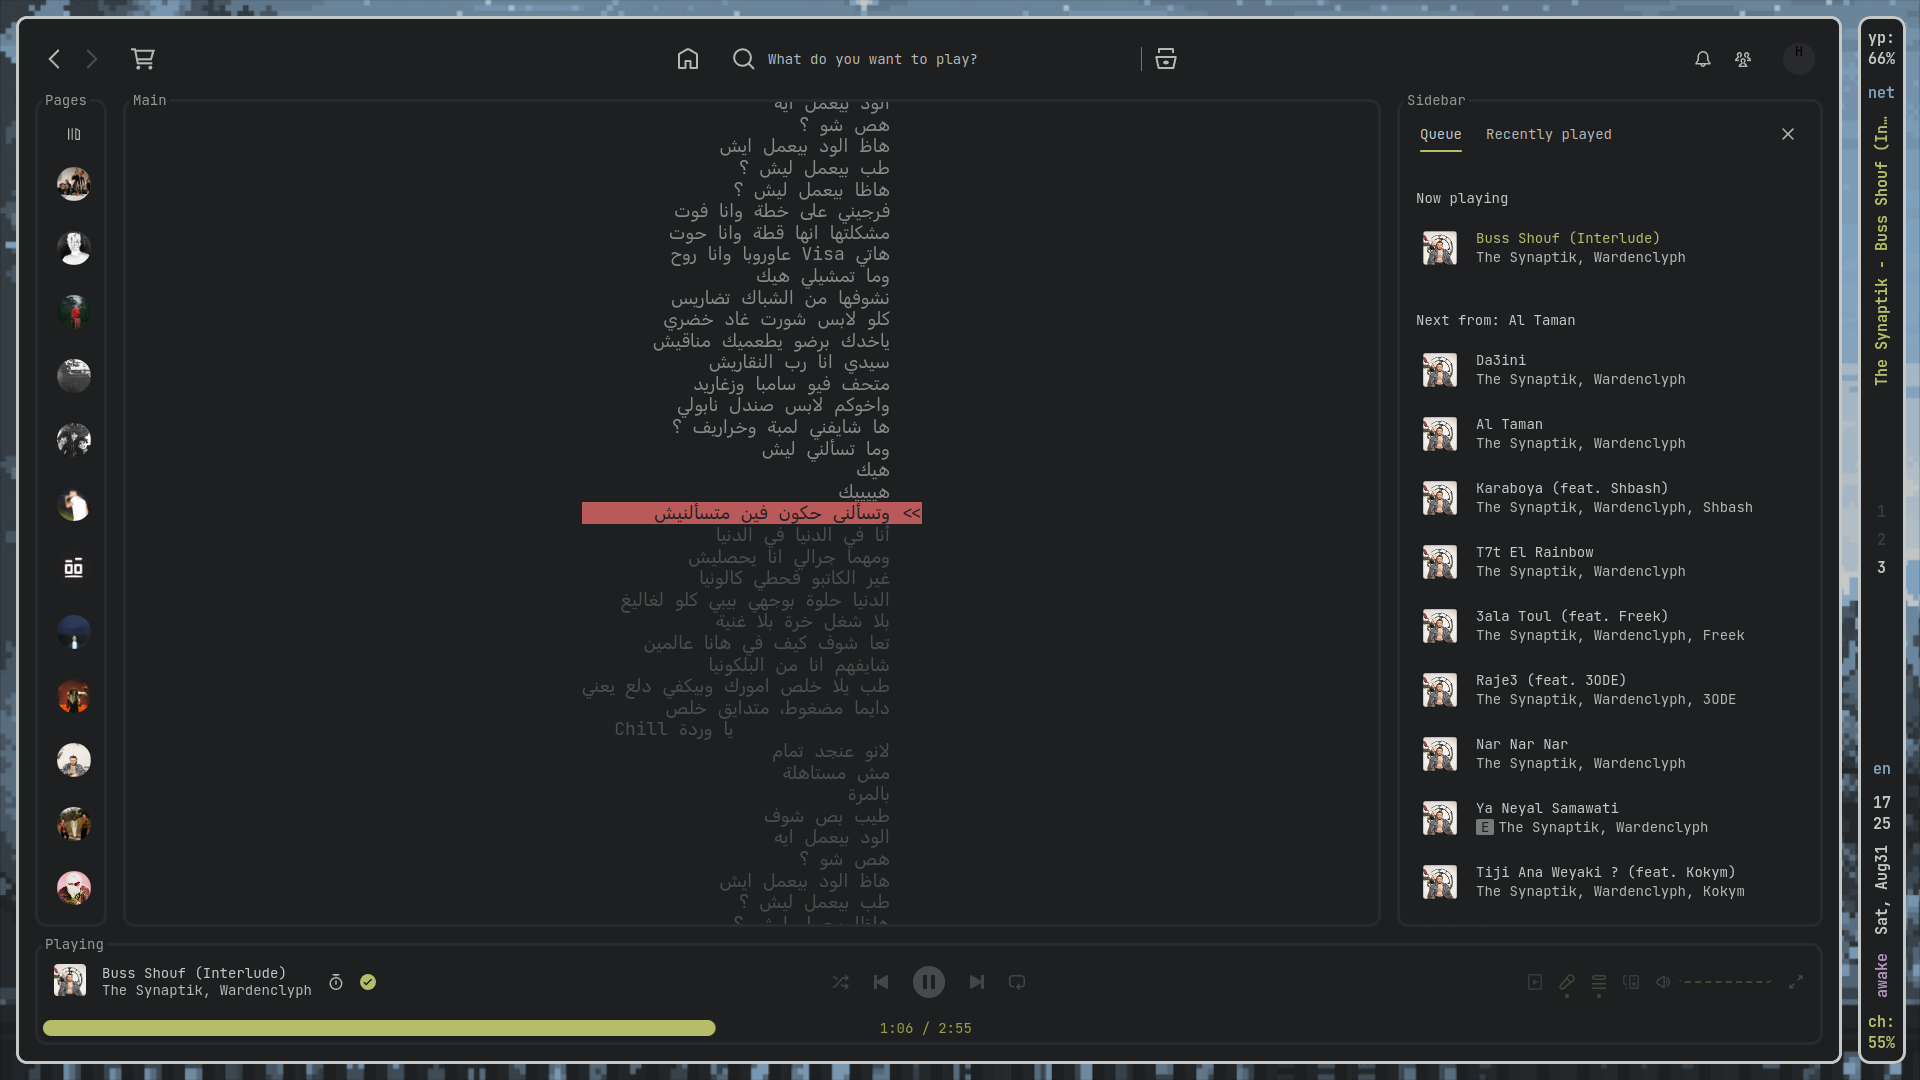 What do you want to play?
H
Pages
Main
الود بيعمل ايه
هص شو ؟
هاظ الود بيعمل ايش
طب بيعمل ليش ؟
هاظا بيعمل ليش ؟
فرجيني على خطة وانا فوت
مشكلتها انها قطة وانا حوت
هاتي Visa عاوروبا وانا روح
وما تمشيلي هيك
نشوفها من الشباك تضاريس
كلو لابس شورت غاد خضري
ياخدك برضو يطعميك مناقيش
سيدي انا رب النقاريش
متحف فيو سامبا وزغاريد
واخوكم لابس صندل نابولي
ها شايفني لمبة وخراريف ؟
وما تسألني ليش
هيك
هيييك
>> وتسألني حكون فين متسألنيش
أنا في الدنيا في الدنيا
ومهما جرالي انا يحصليش
غير الكاتبو فحطي كالونيا
الدنيا حلوة بوجهي بيبي كلو لغاليغ
بلا شغل خرة بلا غنية
تعا شوف كيف في هانا عالمين
شايفهم انا من البلكونيا
طب يلا خلص امورك وبيكفي دلع يعني
دايما مضغوط، متدايق خلص
يا وردة Chill
لانو عنجد تمام
مش مستاهلة
بالمرة
طيب بص شوف
الود بيعمل ايه
هص شو ؟
هاظ الود بيعمل ايش
طب بيعمل ليش ؟
هاظا بيعمل ليش ؟
Sidebar
Queue
Recently played
Now playing
Buss Shouf (Interlude)
The Synaptik, Wardenclyph
Next from: Al Taman
Da3ini
The Synaptik, Wardenclyph
Al Taman
The Synaptik, Wardenclyph
Karaboya (feat. Shbash)
The Synaptik, Wardenclyph, Shbash
T7t El Rainbow
The Synaptik, Wardenclyph
3ala Toul (feat. Freek)
The Synaptik, Wardenclyph, Freek
Raje3 (feat. 3ODE)
The Synaptik, Wardenclyph, 3ODE
Nar Nar Nar
The Synaptik, Wardenclyph
Ya Neyal Samawati
E The Synaptik, Wardenclyph
Tiji Ana Weyaki ? (feat. Kokym)
The Synaptik, Wardenclyph, Kokym
Playing
Buss Shouf (Interlude)
The Synaptik, Wardenclyph
1:06 / 2:55
yp:
66%
net
The Synaptik - Buss Shouf (In…
1
2
3
en
17
25
Sat, Aug31
awake
ch:
55%